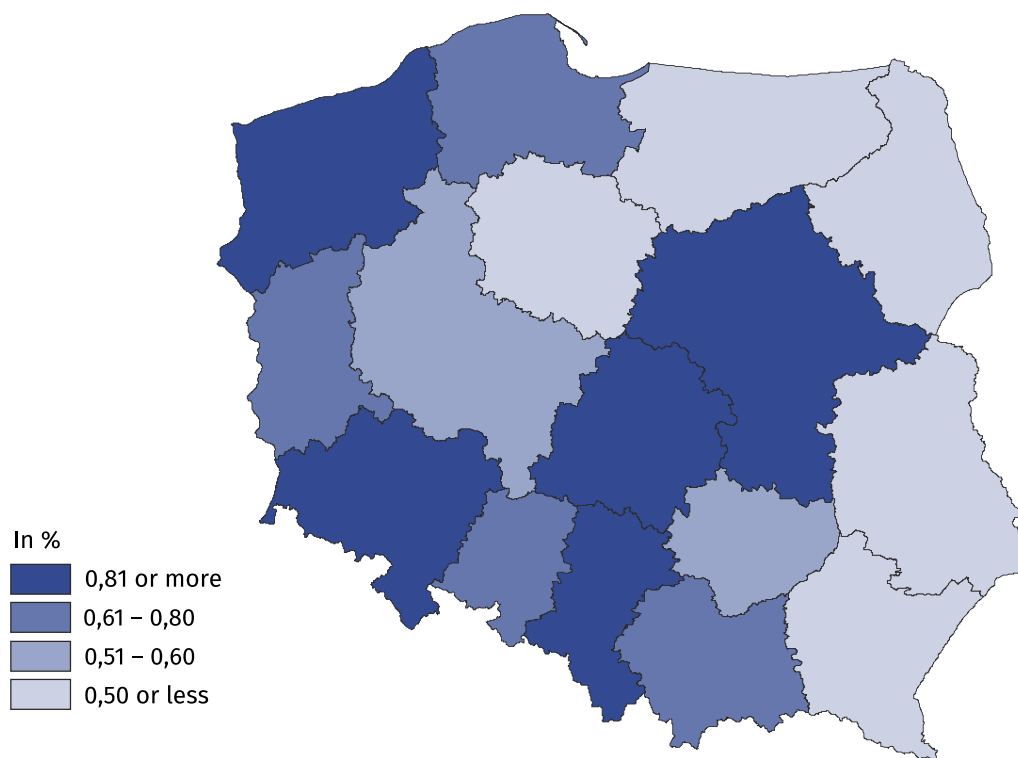 In %
0,81 or more
0,61 – 0,80
0,51 – 0,60
0,50 or less